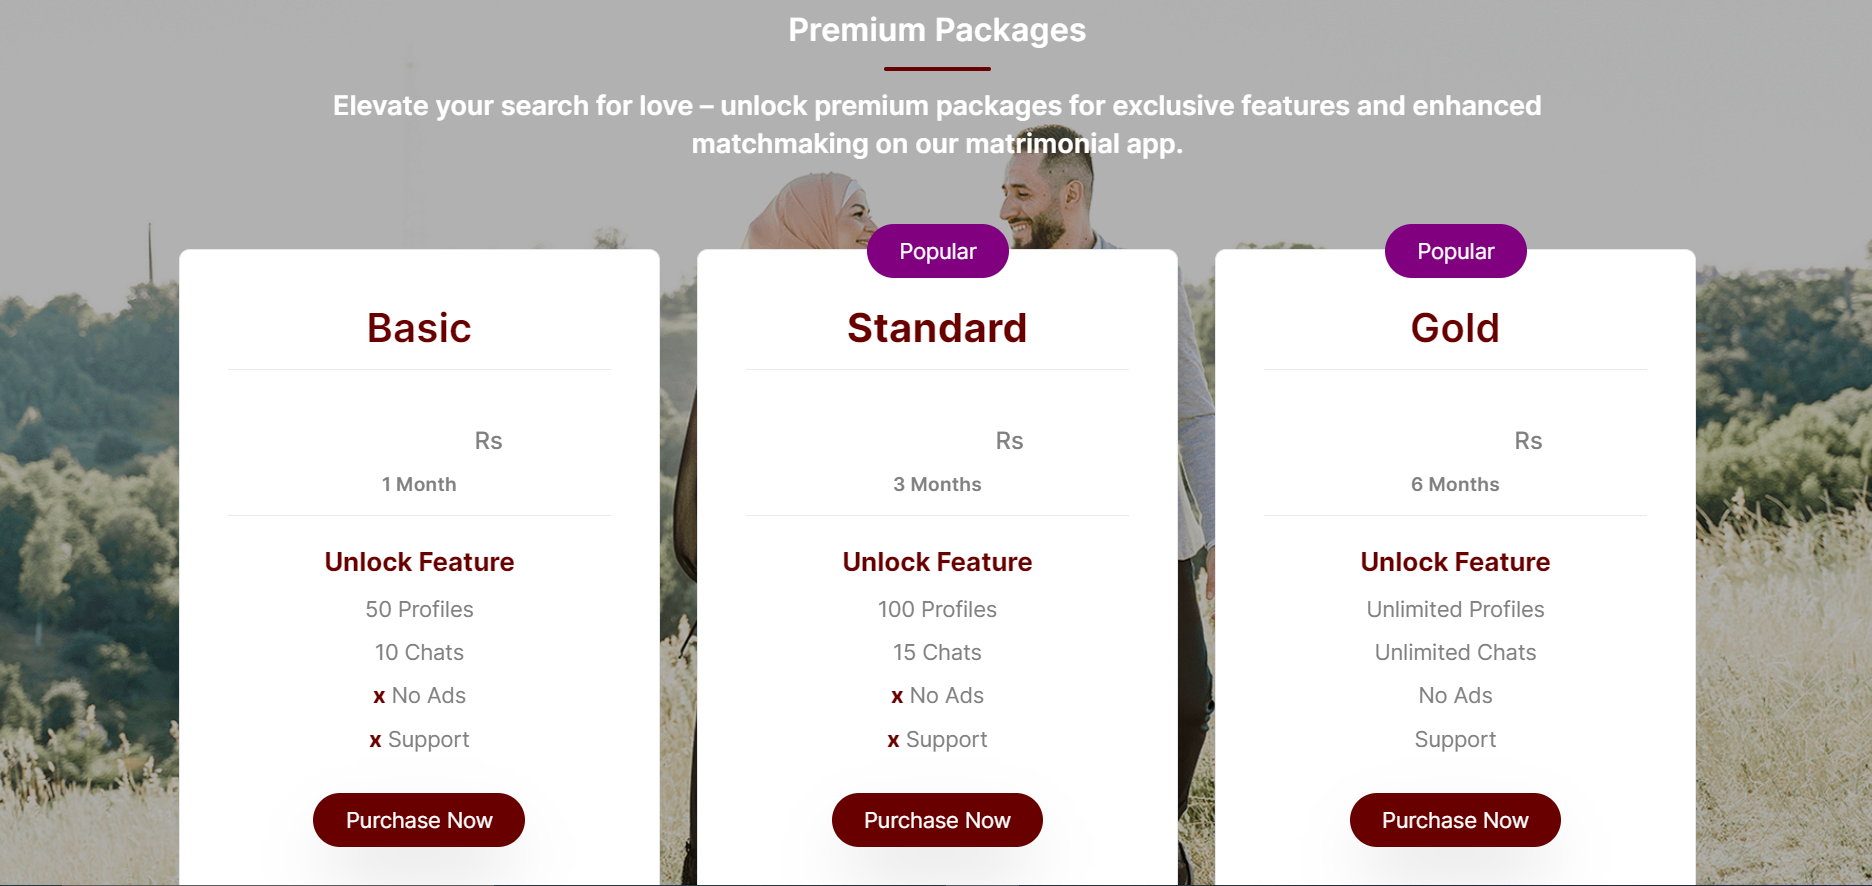 Premium Packages
Elevate your search for love – unlock premium packages for exclusive features and enhanced
matchmaking on our matrimonial app.
Basic
Rs
1 Month
Unlock Feature
50 Profiles
10 Chats
x No Ads
x Support
Purchase Now
Popular
Standard
Rs
3 Months
Unlock Feature
100 Profiles
15 Chats
x No Ads
x Support
Purchase Now
Popular
Gold
Rs
6 Months
Unlock Feature
Unlimited Profiles
Unlimited Chats
No Ads
Support
Purchase Now